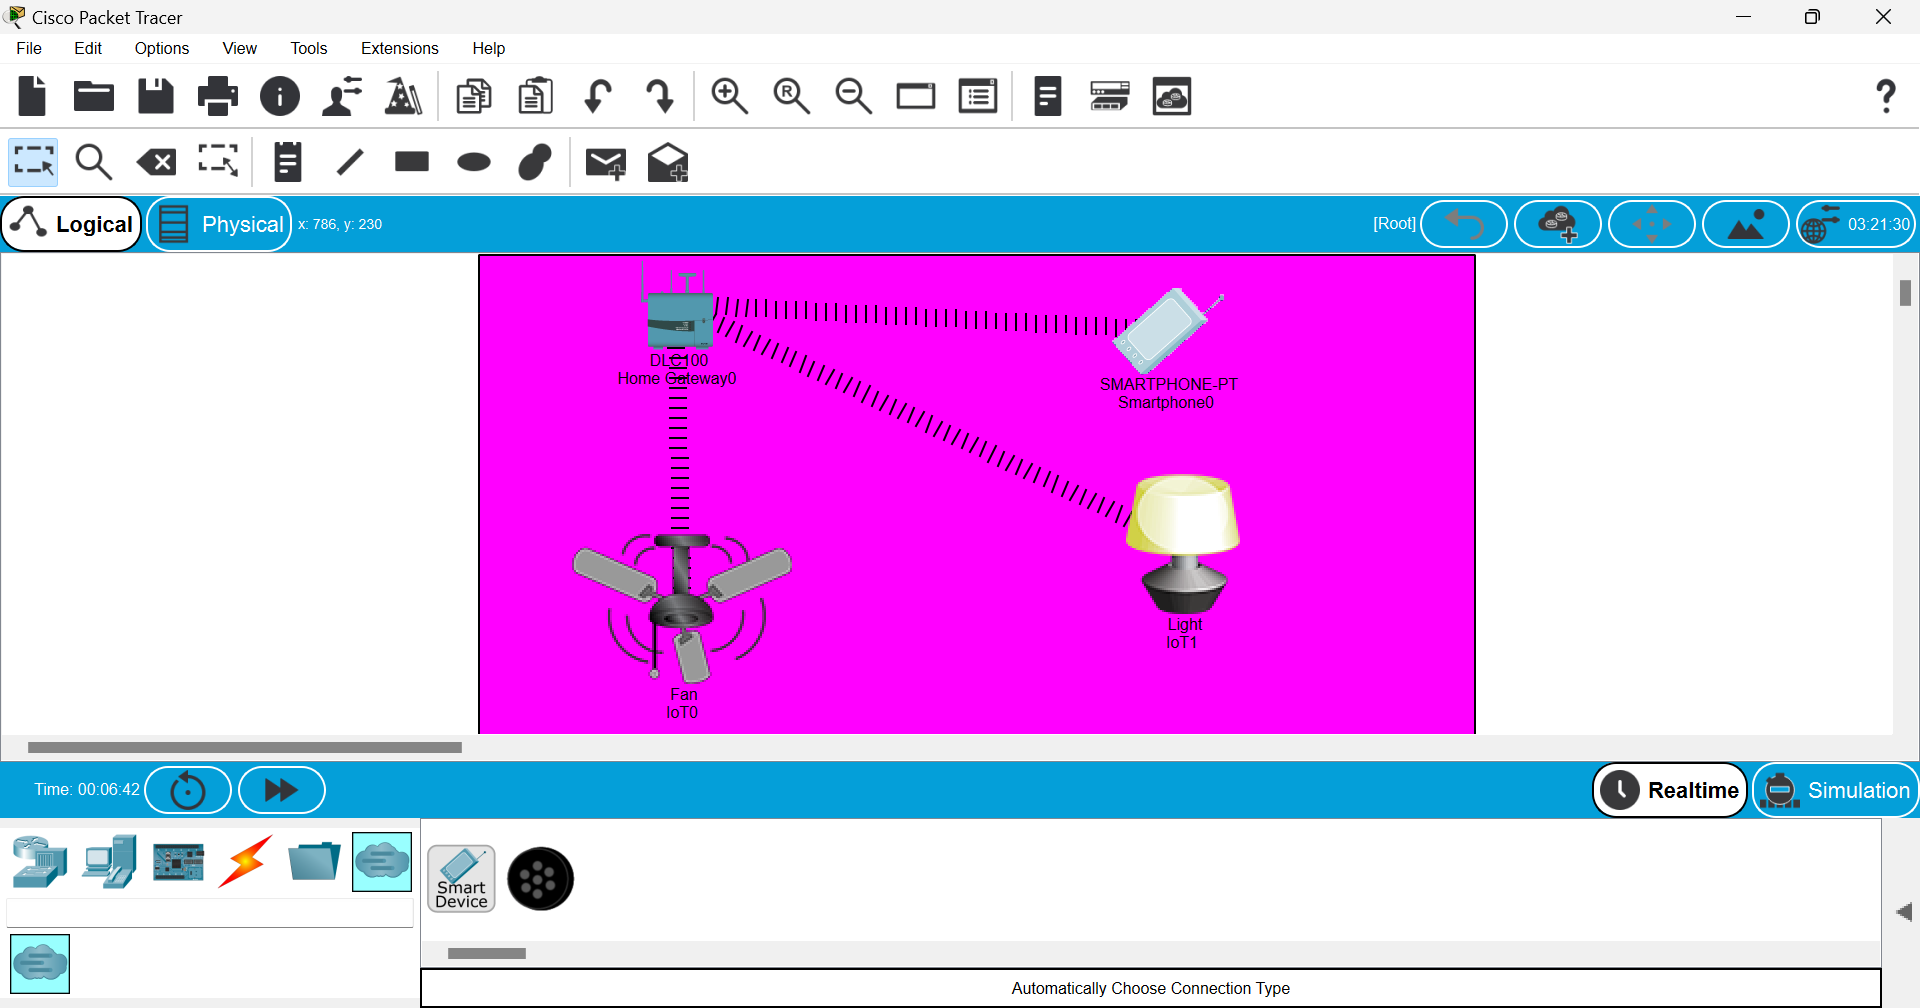 Cisco Packet Tracer
File Edit Options View Tools Extensions Help
Logical Physical x: 786, y: 230 [Root] 03:21:30
DLC100
Home Gateway0
SMARTPHONE-PT
Smartphone0
Light
IoT1
Fan
IoT0
Time: 00:06:42 Realtime Simulation
Smart
Device
Automatically Choose Connection Type